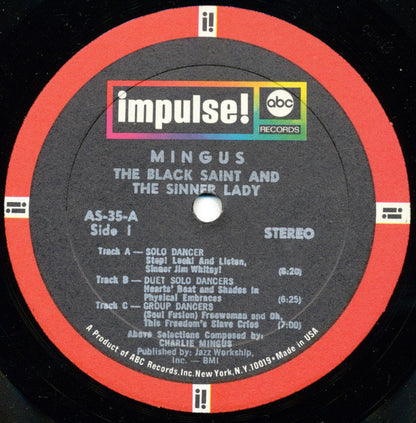 impulse!
abc
RECORDS
MINGUS
THE BLACK SAINT AND
THE SINNER LADY
AS-35-A
Side 1
STEREO
Track A — SOLO DANCER
Stop! Look! And Listen,
Sinner Jim Whitney! (6:20)
Track B — DUET SOLO DANCERS
Hearts' Beat and Shades in
Physical Embraces (6:25)
Track C — GROUP DANCERS
(Soul Fusion) Freewoman and Oh,
This Freedom's Slave Cries (7:00)
Above Selections Composed by:
CHARLIE MINGUS
Published by: Jazz Workship,
Inc. — BMI
A Product of ABC Records, Inc. New York, N.Y. 10019 • Made in USA
i!
i!
i!
i!